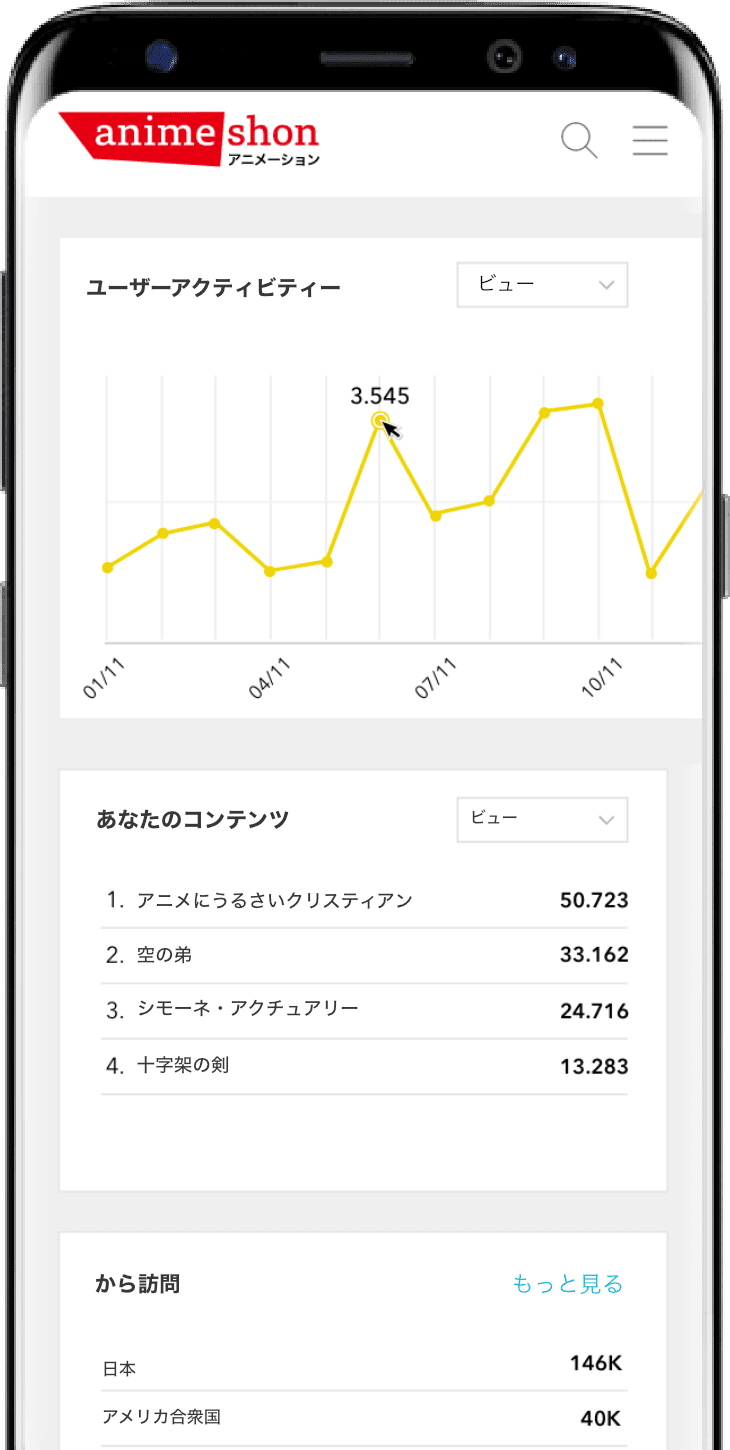 anime shon
アニメーション
ユーザーアクティビティー
ビュー
3.545
01/11
04/11
07/11
10/11
あなたのコンテンツ
ビュー
1. アニメにうるさいクリスティアン 50.723
2. 空の弟 33.162
3. シモーネ・アクチュアリー 24.716
4. 十字架の剣 13.283
から訪問
もっと見る
日本 146K
アメリカ合衆国 40K